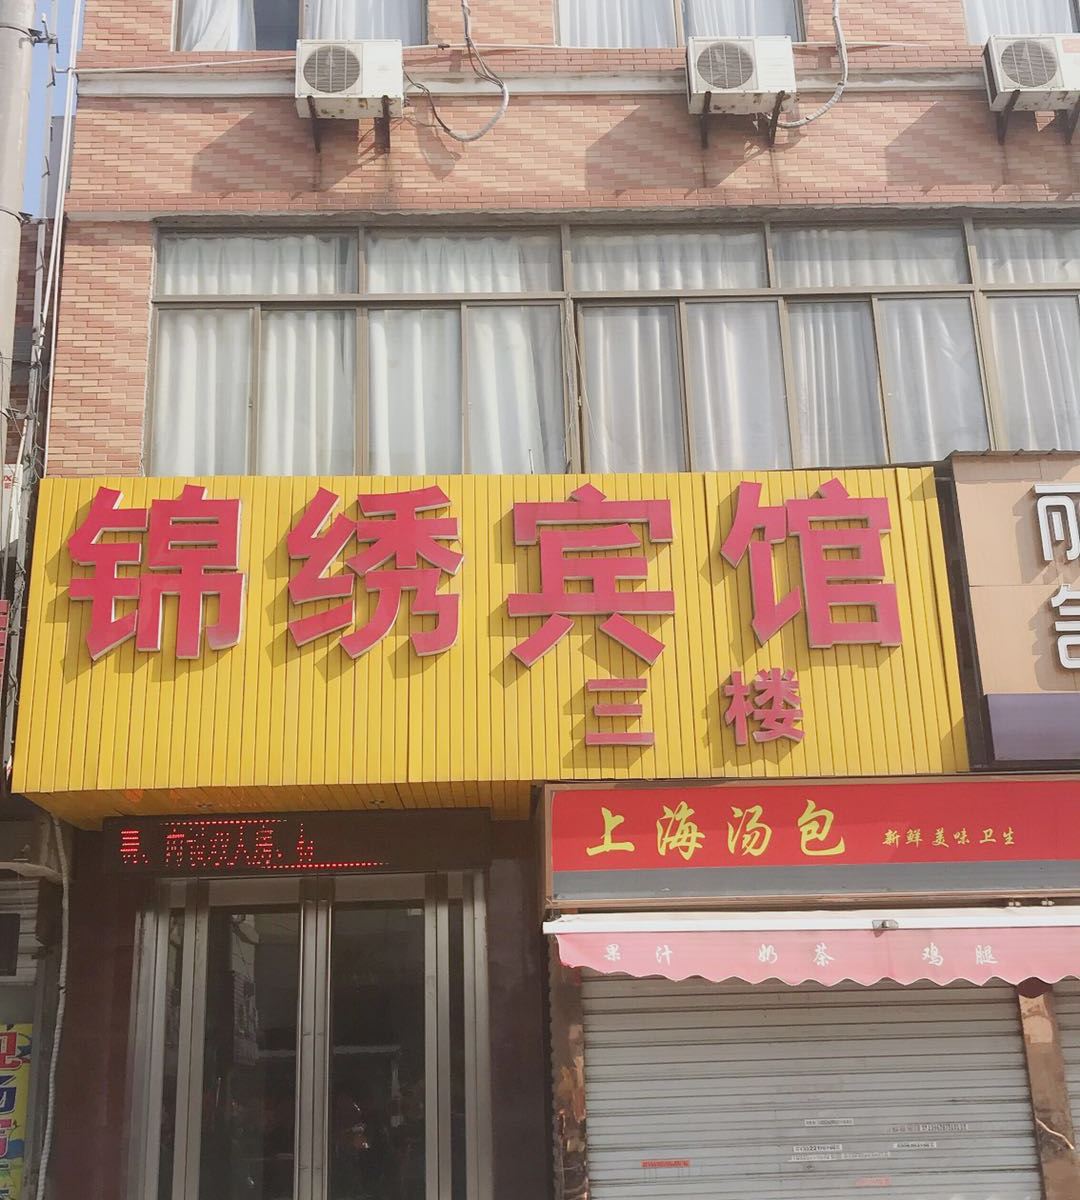 锦绣宾馆
三楼
上海汤包 新鲜美味卫生
果汁 奶茶 鸡腿